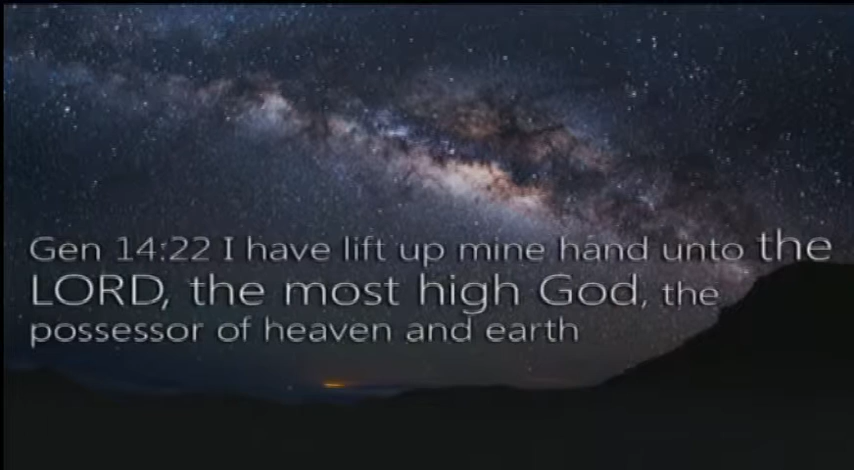 Gen 14:22 I have lift up mine hand unto the
LORD, the most high God, the
possessor of heaven and earth